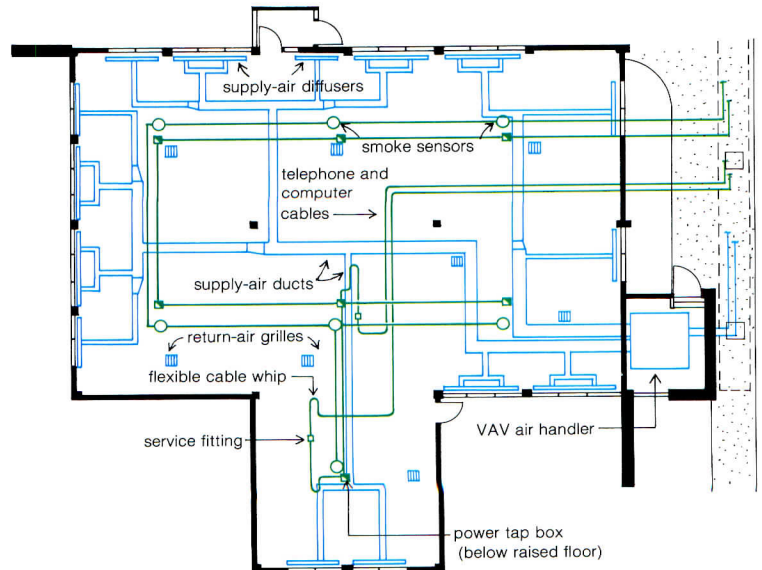 supply-air diffusers
smoke sensors
telephone and
computer
cables
supply-air ducts
return-air grilles
flexible cable whip
service fitting
VAV air handler
power tap box
(below raised floor)